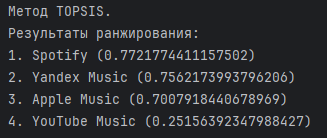 Метод TOPSIS.
Результаты ранжирования:
1. Spotify (0.7721774411157502)
2. Yandex Music (0.7562173993796206)
3. Apple Music (0.7007918440678969)
4. YouTube Music (0.25156392347988427)